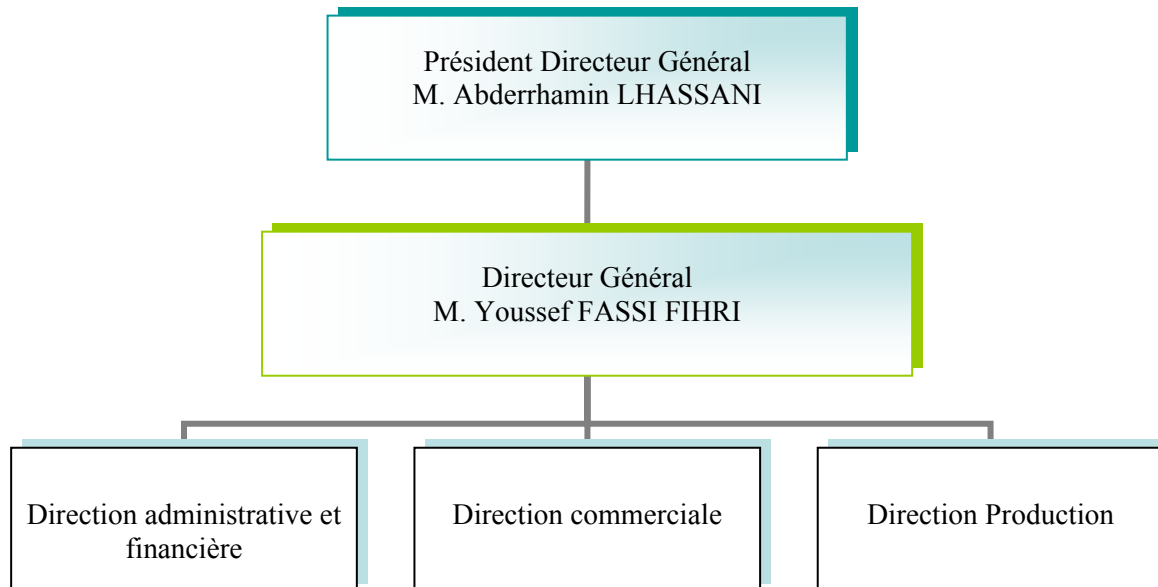 Président Directeur Général
M. Abderrhamin LHASSANI
Directeur Général
M. Youssef FASSI FIHRI
Direction administrative et
financière
Direction commerciale
Direction Production